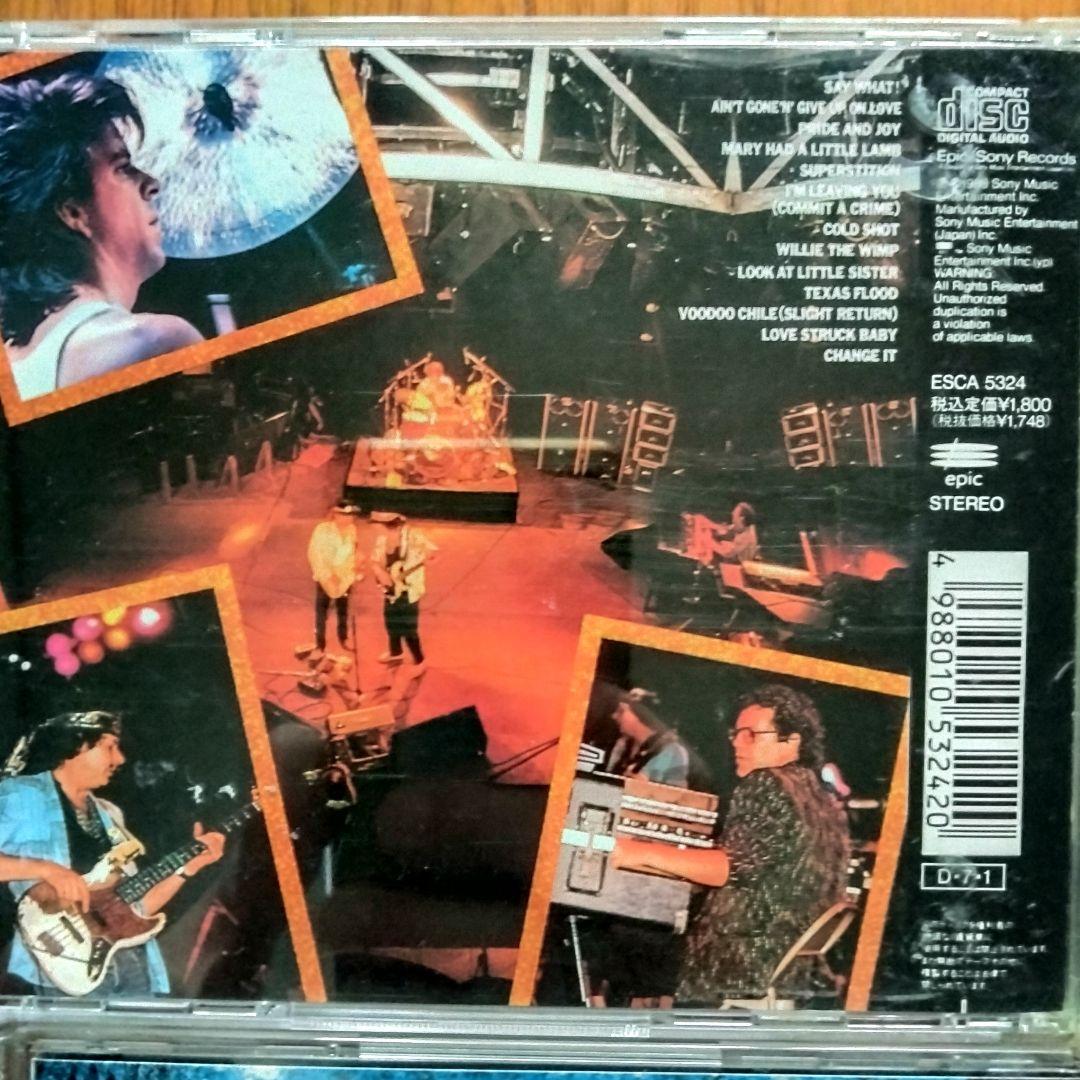 SAY WHAT!
AIN'T GONE 'N' GIVE UP ON LOVE
PRIDE AND JOY
MARY HAD A LITTLE LAMB
SUPERSTITION
I'M LEAVING YOU
(COMMIT A CRIME)
COLD SHOT
WILLIE THE WIMP
LOOK AT LITTLE SISTER
TEXAS FLOOD
VOODOO CHILE (SLIGHT RETURN)
LOVE STRUCK BABY
CHANGE IT
COMPACT
disc
DIGITAL AUDIO
Epic/Sony Records
Sony Music
Entertainment Inc.
Manufactured by
Sony Music Entertainment
(Japan) Inc.
Sony Music
Entertainment Inc.
WARNING:
All Rights Reserved.
Unauthorized
duplication is
a violation
of applicable laws.
ESCA 5324
税込定価¥1,800
(税抜価格¥1,748)
epic
STEREO
4 988010 532420
D·7·1